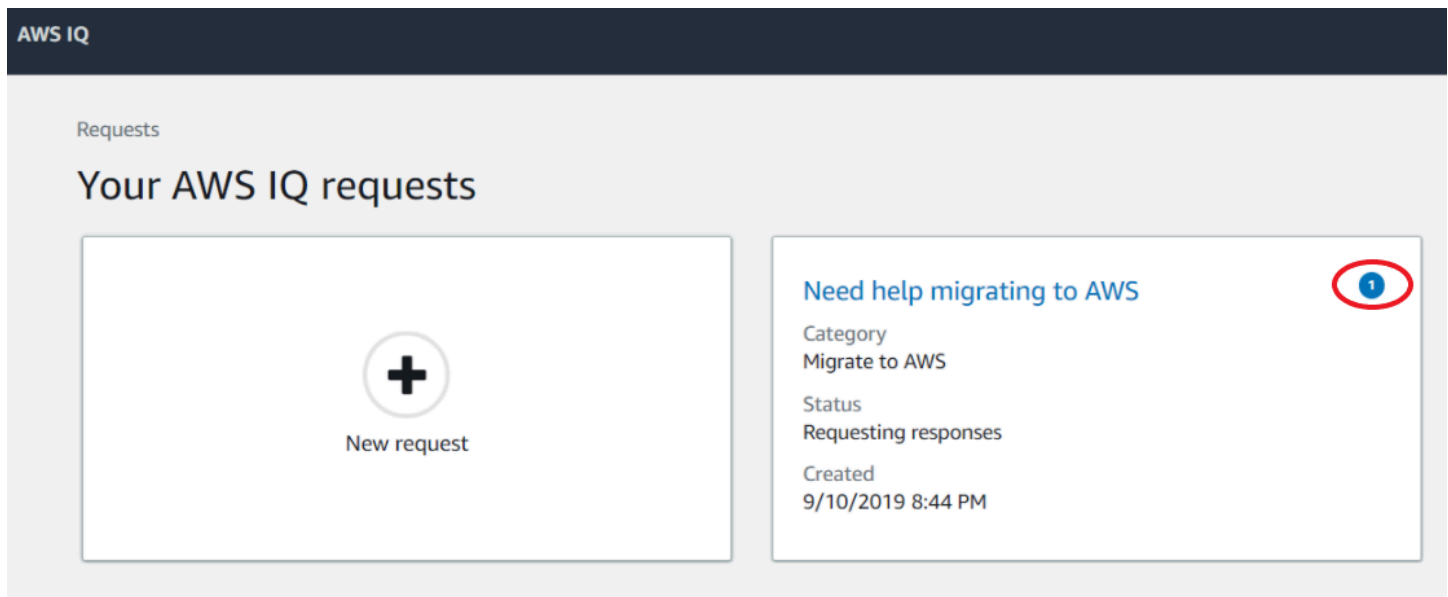 AWS IQ
Requests
Your AWS IQ requests
New request
Need help migrating to AWS
1
Category
Migrate to AWS
Status
Requesting responses
Created
9/10/2019 8:44 PM